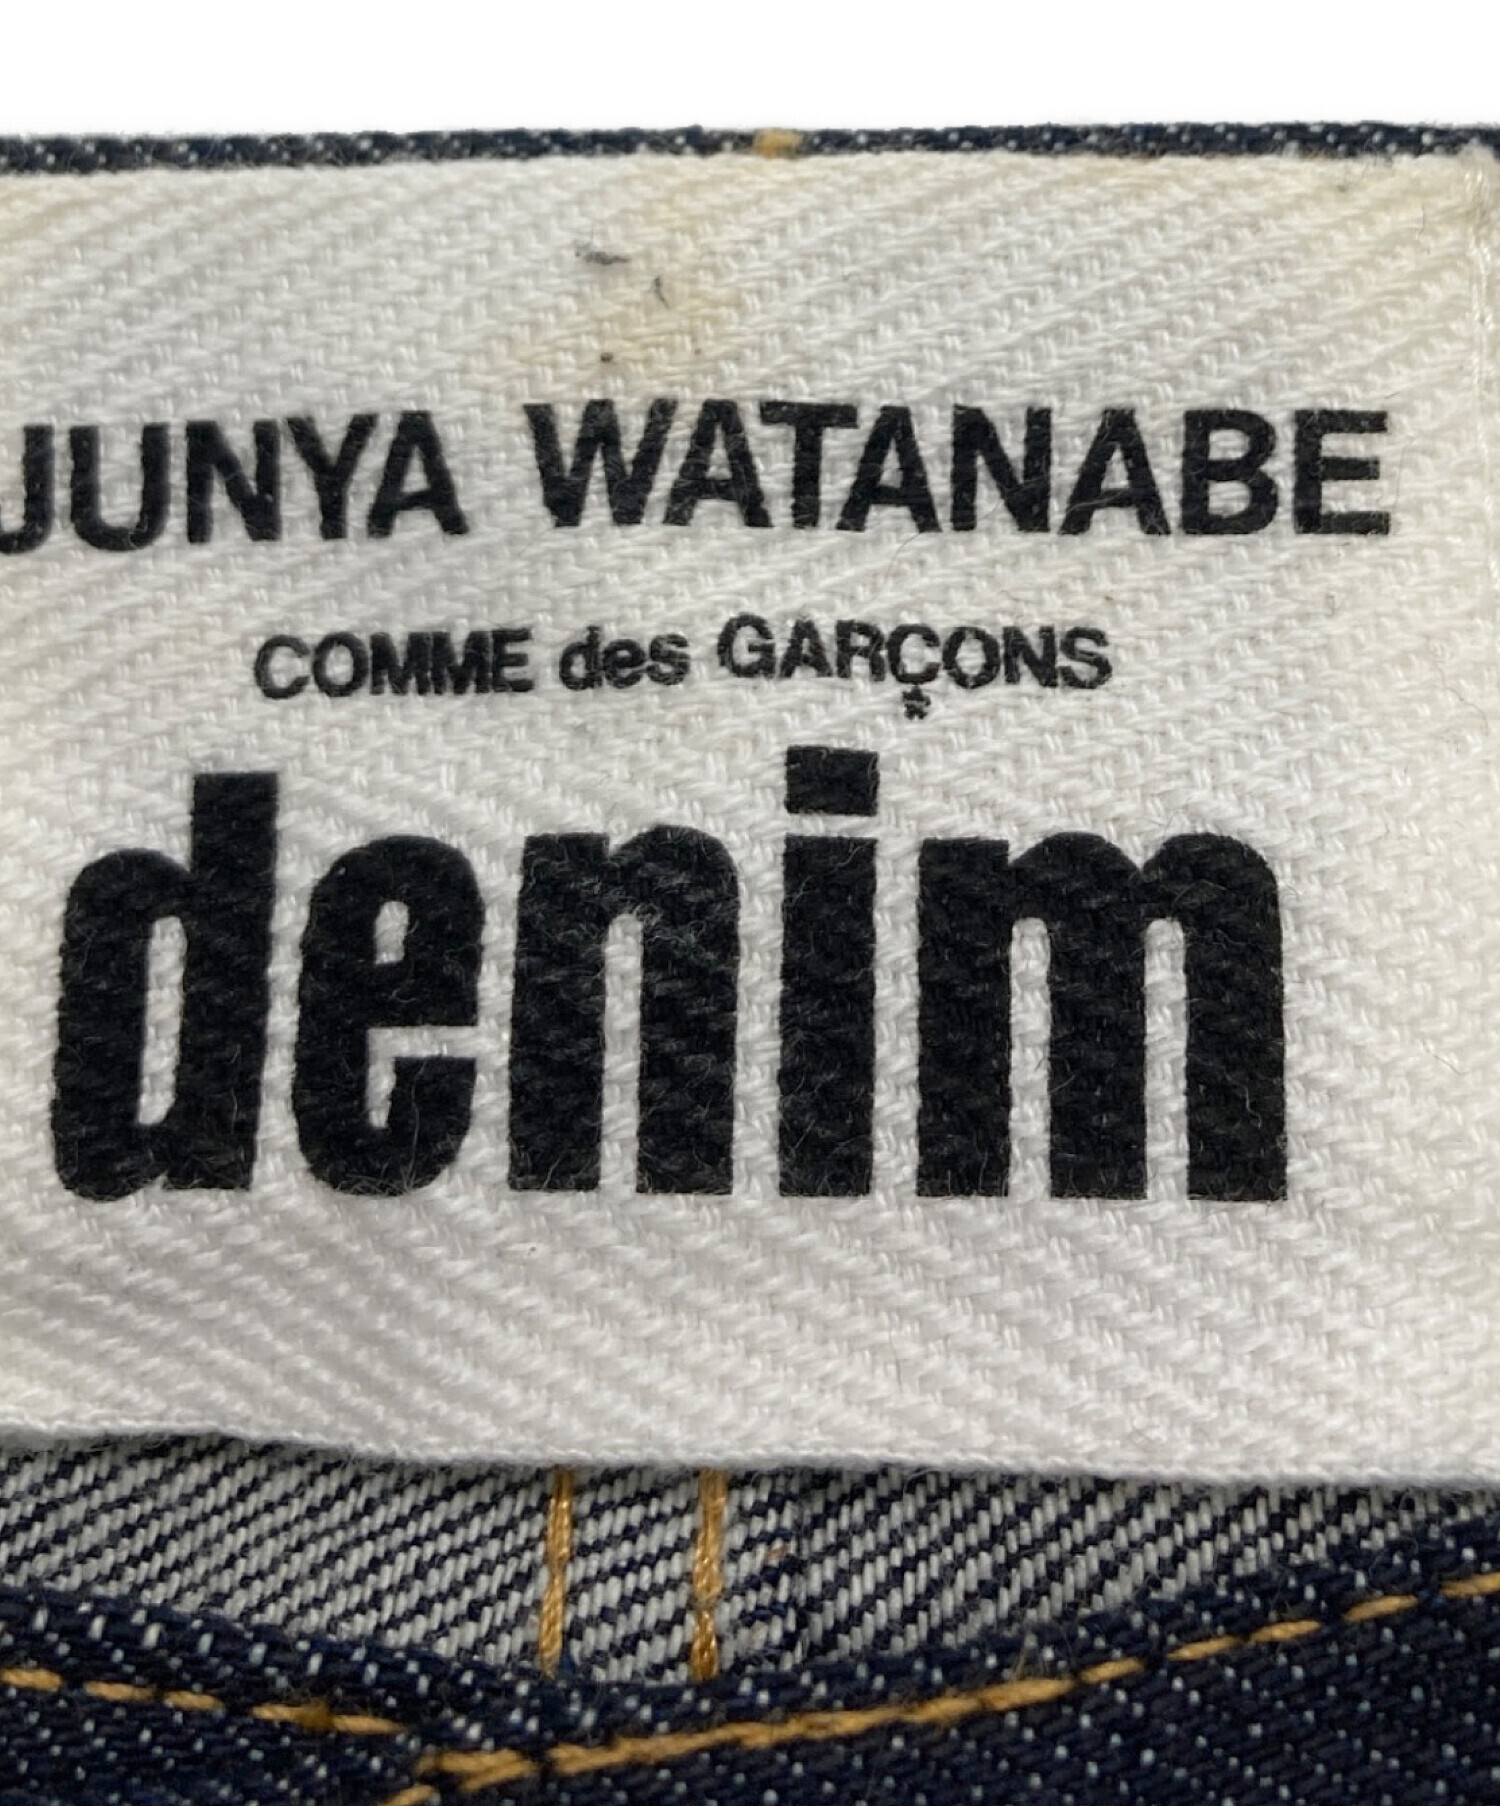 JUNYA WATANABE
COMME des GARÇONS
denim